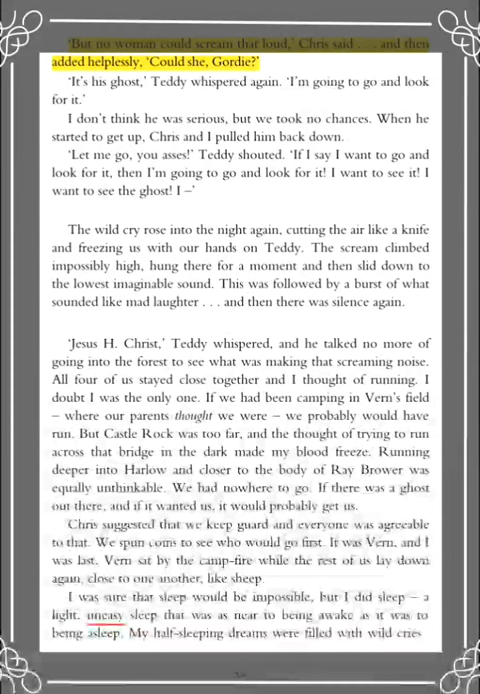 ‘But no woman could scream that loud,’ Chris said . . . and then
added helplessly, ‘Could she, Gordie?’
‘It’s his ghost,’ Teddy whispered again. ‘I’m going to go and look
for it.’
I don’t think he was serious, but we took no chances. When he
started to get up, Chris and I pulled him back down.
‘Let me go, you asses!’ Teddy shouted. ‘If I say I want to go and
look for it, then I’m going to go and look for it! I want to see it! I
want to see the ghost! I –’
The wild cry rose into the night again, cutting the air like a knife
and freezing us with our hands on Teddy. The scream climbed
impossibly high, hung there for a moment and then slid down to
the lowest imaginable sound. This was followed by a burst of what
sounded like mad laughter . . . and then there was silence again.
‘Jesus H. Christ,’ Teddy whispered, and he talked no more of
going into the forest to see what was making that screaming noise.
All four of us stayed close together and I thought of running. I
doubt I was the only one. If we had been camping in Vern’s field
– where our parents thought we were – we probably would have
run. But Castle Rock was too far, and the thought of trying to run
across that bridge in the dark made my blood freeze. Running
deeper into Harlow and closer to the body of Ray Brower was
equally unthinkable. We had nowhere to go. If there was a ghost
out there, and if it wanted us, it would probably get us.
Chris suggested that we keep guard and everyone was agreeable
to that. We spun coins to see who would go first. It was Vern, and I
was last. Vern sat by the camp-fire while the rest of us lay down
again, close to one another, like sheep.
I was sure that sleep would be impossible, but I did sleep – a
light, uneasy sleep that was as near to being awake as it was to
being asleep. My half-sleeping dreams were filled with wild cries